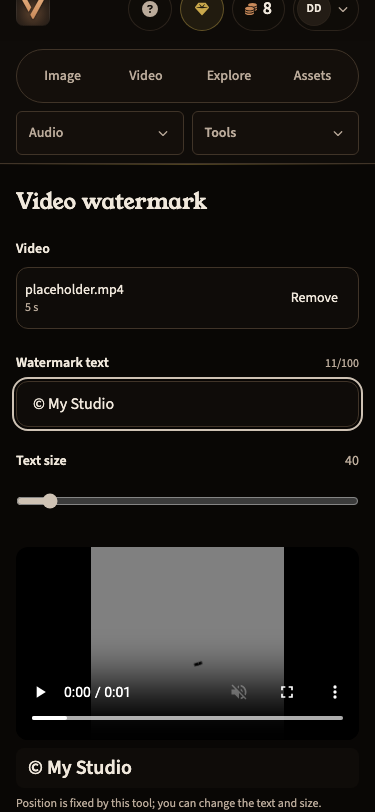 V
?
8
DD
Image
Video
Explore
Assets
Audio
Tools
Video watermark
Video
placeholder.mp4
5 s
Remove
Watermark text
11/100
© My Studio
Text size
40
0:00 / 0:01
© My Studio
Position is fixed by this tool; you can change the text and size.